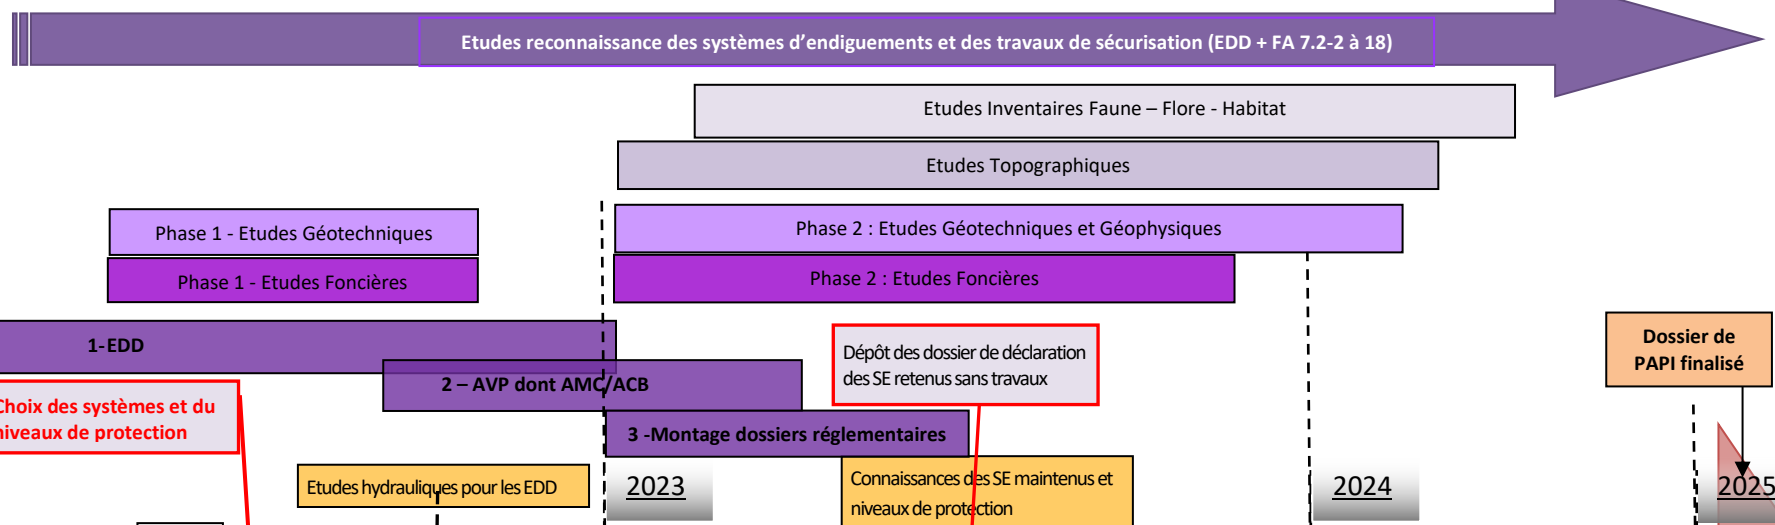 Etudes reconnaissance des systèmes d'endiguements et des travaux de sécurisation (EDD + FA 7.2-2 à 18)
Etudes Inventaires Faune – Flore - Habitat
Etudes Topographiques
Phase 1 - Etudes Géotechniques
Phase 2 : Etudes Géotechniques et Géophysiques
Phase 1 - Etudes Foncières
Phase 2 : Etudes Foncières
1-EDD
Dépôt des dossier de déclaration
des SE retenus sans travaux
Dossier de
PAPI finalisé
2 – AVP dont AMC/ACB
Choix des systèmes et du
niveaux de protection
3 -Montage dossiers réglementaires
Etudes hydrauliques pour les EDD
2023
Connaissances des SE maintenus et
niveaux de protection
2024
2025